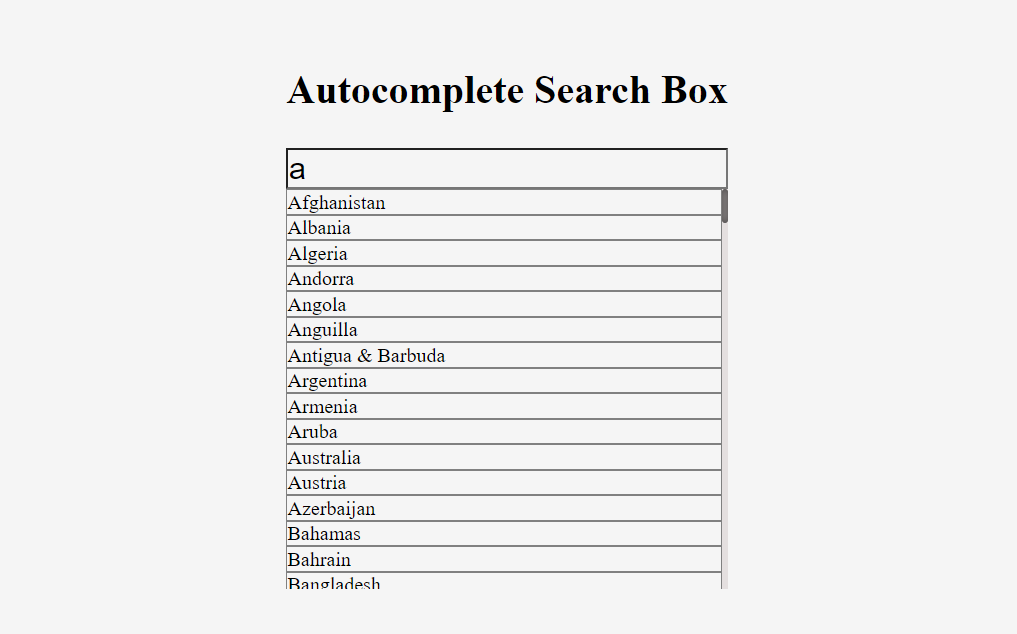 Autocomplete Search Box
a
Afghanistan
Albania
Algeria
Andorra
Angola
Anguilla
Antigua & Barbuda
Argentina
Armenia
Aruba
Australia
Austria
Azerbaijan
Bahamas
Bahrain
Bangladesh